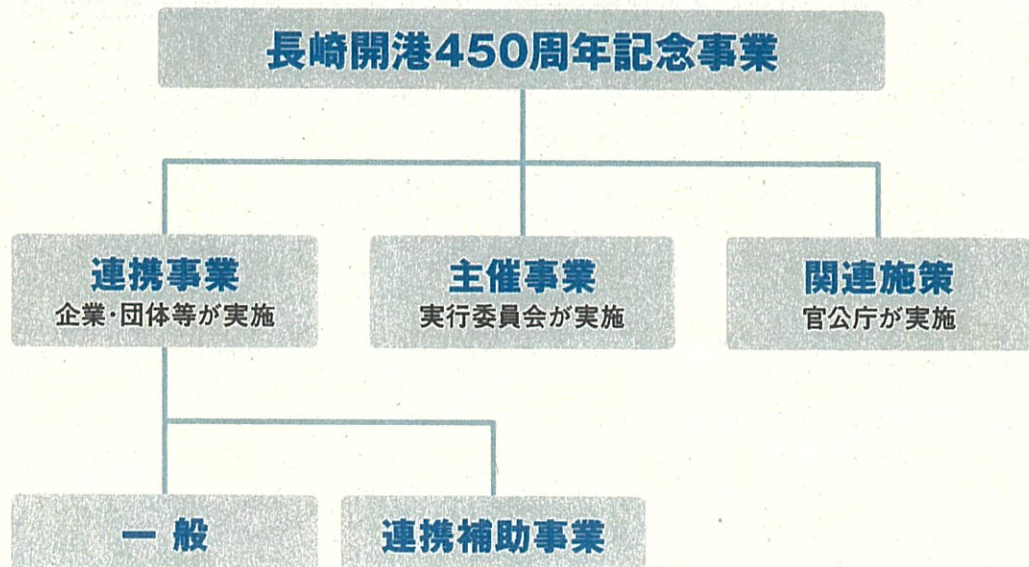 長崎開港450周年記念事業
連携事業
企業・団体等が実施
主催事業
実行委員会が実施
関連施策
官公庁が実施
一般
連携補助事業